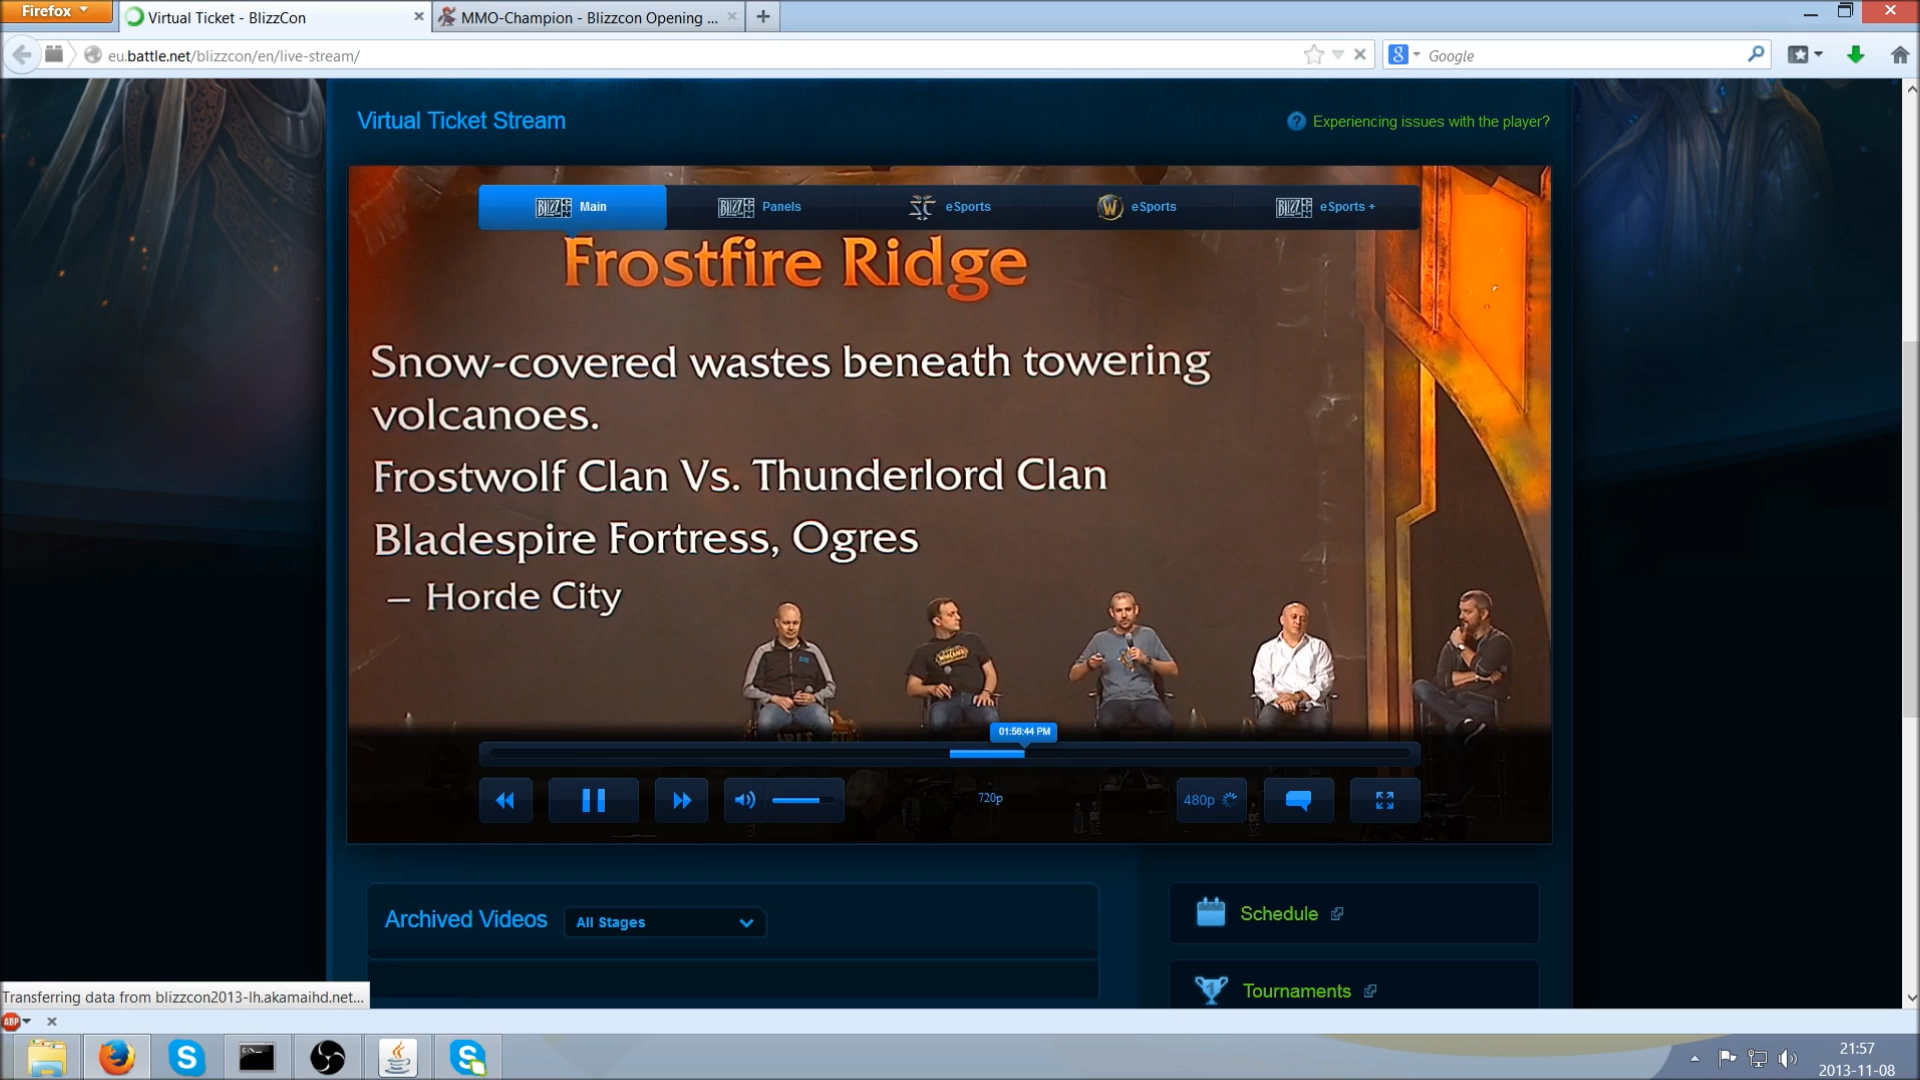 Firefox
Virtual Ticket - BlizzCon
MMO-Champion - Blizzcon Opening ...
eu.battle.net/blizzcon/en/live-stream/
Google
Virtual Ticket Stream
Experiencing issues with the player?
Main
Panels
eSports
eSports
eSports +
Frostfire Ridge
Snow-covered wastes beneath towering
volcanoes.
Frostwolf Clan Vs. Thunderlord Clan
Bladespire Fortress, Ogres
– Horde City
01:56:44 PM
720p
480p
Archived Videos
All Stages
Schedule
Tournaments
Transferring data from blizzcon2013-lh.akamaihd.net...
ABP
21:57
2013-11-08